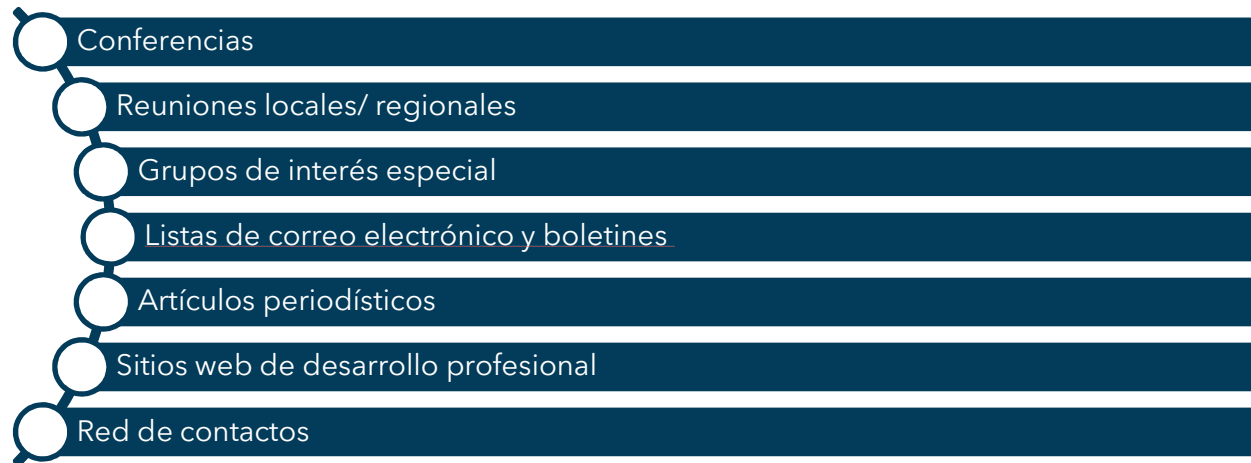 Conferencias
Reuniones locales/ regionales
Grupos de interés especial
Listas de correo electrónico y boletines
Artículos periodísticos
Sitios web de desarrollo profesional
Red de contactos